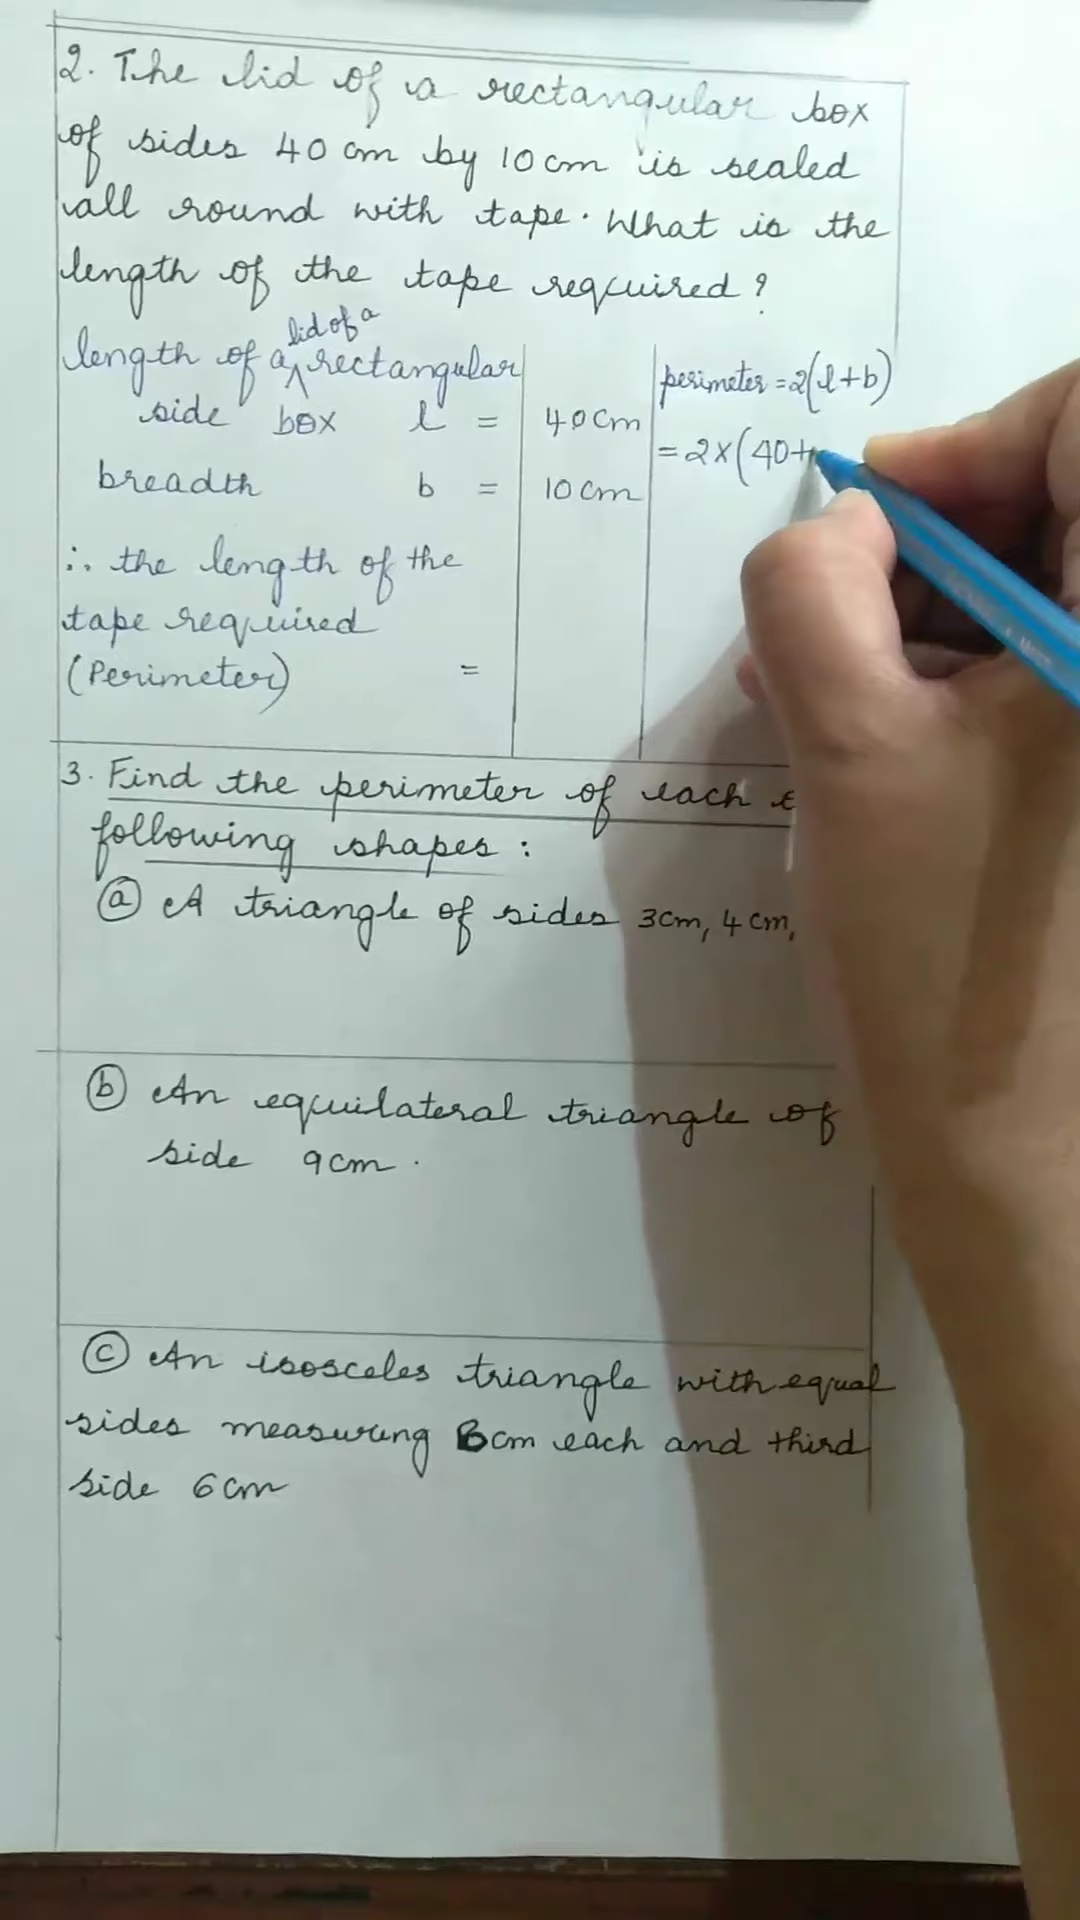 2. The lid of a rectangular box
of sides 40 cm by 10 cm is sealed
all round with tape. What is the
length of the tape required?
lid of a
length of a ^ rectangular
side box l = 40 cm
breadth b = 10 cm
perimeter = 2(l+b)
= 2×(40+
∴ the length of the
tape required
(Perimeter) =
3. Find the perimeter of each
following shapes :
(a) A triangle of sides 3cm, 4 cm,
(b) An equilateral triangle of
side 9cm.
(c) An isosceles triangle with equal
sides measuring 8cm each and third
side 6 cm